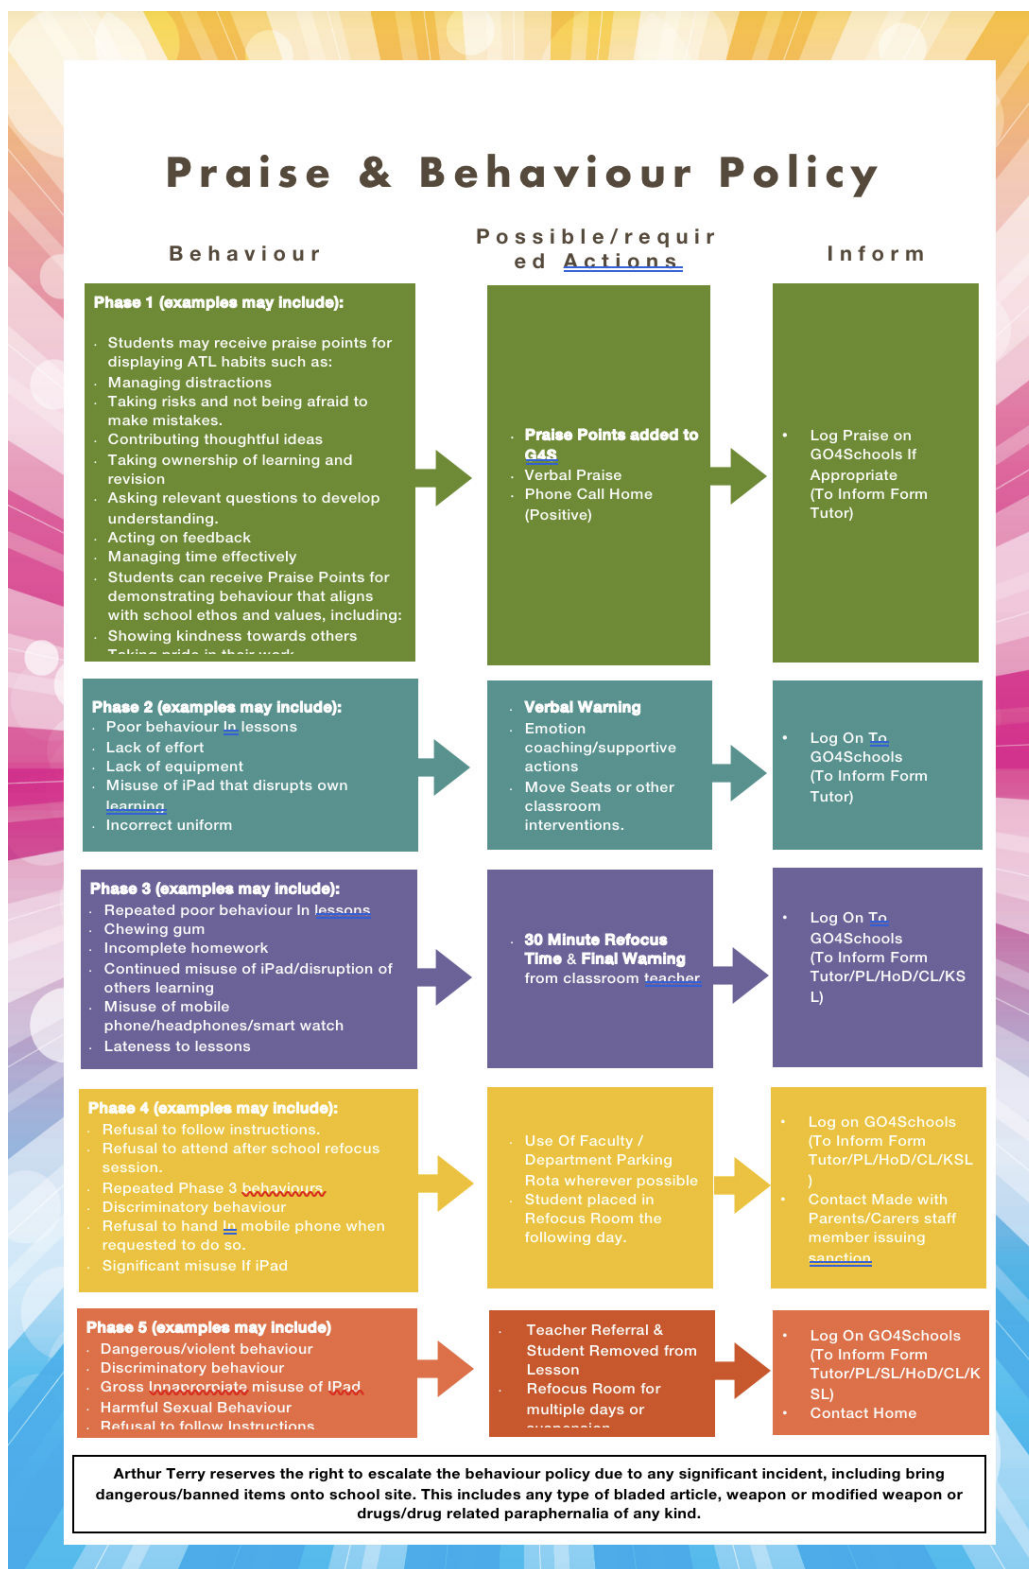 Praise & Behaviour Policy
Behaviour
Possible/requir
ed Actions
Inform
Phase 1 (examples may include):
· Students may receive praise points for
displaying ATL habits such as:
· Managing distractions
· Taking risks and not being afraid to
make mistakes.
· Contributing thoughtful ideas
· Taking ownership of learning and
revision
· Asking relevant questions to develop
understanding.
· Acting on feedback
· Managing time effectively
· Students can receive Praise Points for
demonstrating behaviour that aligns
with school ethos and values, including:
· Showing kindness towards others
· Taking pride in their work
· Praise Points added to
G4S
· Verbal Praise
· Phone Call Home
(Positive)
• Log Praise on
GO4Schools If
Appropriate
(To Inform Form
Tutor)
Phase 2 (examples may include):
· Poor behaviour In lessons
· Lack of effort
· Lack of equipment
· Misuse of iPad that disrupts own
learning
· Incorrect uniform
· Verbal Warning
· Emotion
coaching/supportive
actions
· Move Seats or other
classroom
interventions.
• Log On To
GO4Schools
(To Inform Form
Tutor)
Phase 3 (examples may include):
· Repeated poor behaviour In lessons
· Chewing gum
· Incomplete homework
· Continued misuse of iPad/disruption of
others learning
· Misuse of mobile
phone/headphones/smart watch
· Lateness to lessons
· 30 Minute Refocus
Time & Final Warning
from classroom teacher
• Log On To
GO4Schools
(To Inform Form
Tutor/PL/HoD/CL/KS
L)
Phase 4 (examples may include):
· Refusal to follow instructions.
· Refusal to attend after school refocus
session.
· Repeated Phase 3 behaviours
· Discriminatory behaviour
· Refusal to hand In mobile phone when
requested to do so.
· Significant misuse If iPad
· Use Of Faculty /
Department Parking
Rota wherever possible
· Student placed in
Refocus Room the
following day.
• Log on GO4Schools
(To Inform Form
Tutor/PL/HoD/CL/KSL
)
• Contact Made with
Parents/Carers staff
member issuing
sanction
Phase 5 (examples may include)
· Dangerous/violent behaviour
· Discriminatory behaviour
· Gross Innaprorpiate misuse of IPad
· Harmful Sexual Behaviour
· Refusal to follow Instructions
· Teacher Referral &
Student Removed from
Lesson
· Refocus Room for
multiple days or
suspension
• Log On GO4Schools
(To Inform Form
Tutor/PL/SL/HoD/CL/K
SL)
• Contact Home
Arthur Terry reserves the right to escalate the behaviour policy due to any significant incident, including bring
dangerous/banned items onto school site. This includes any type of bladed article, weapon or modified weapon or
drugs/drug related paraphernalia of any kind.